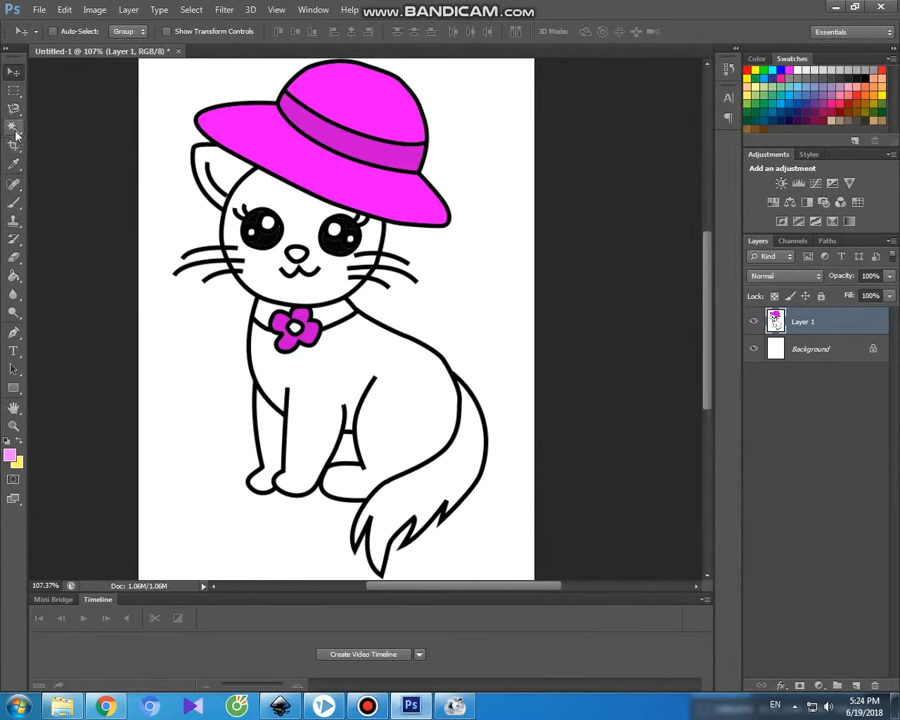 Ps File Edit Image Layer Type Select Filter 3D View Window Help
WWW.BANDICAM.COM
Auto-Select: Group Show Transform Controls 3D Mode: Essentials
Untitled-1 @ 107% (Layer 1, RGB/8) *
Color Swatches
Adjustments Styles
Add an adjustment
Layers Channels Paths
Kind
Normal Opacity: 100%
Lock: Fill: 100%
Layer 1
Background
107.37% Doc: 1.06M/1.06M
Mini Bridge Timeline
Create Video Timeline
EN 5:24 PM
6/19/2018